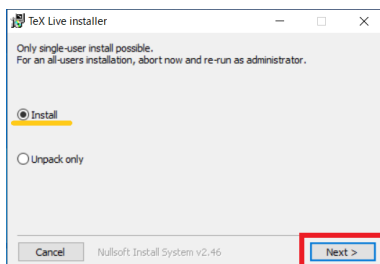 TeX Live installer
Only single-user install possible.
For an all-users installation, abort now and re-run as administrator.
Install
Unpack only
Cancel
Nullsoft Install System v2.46
Next >